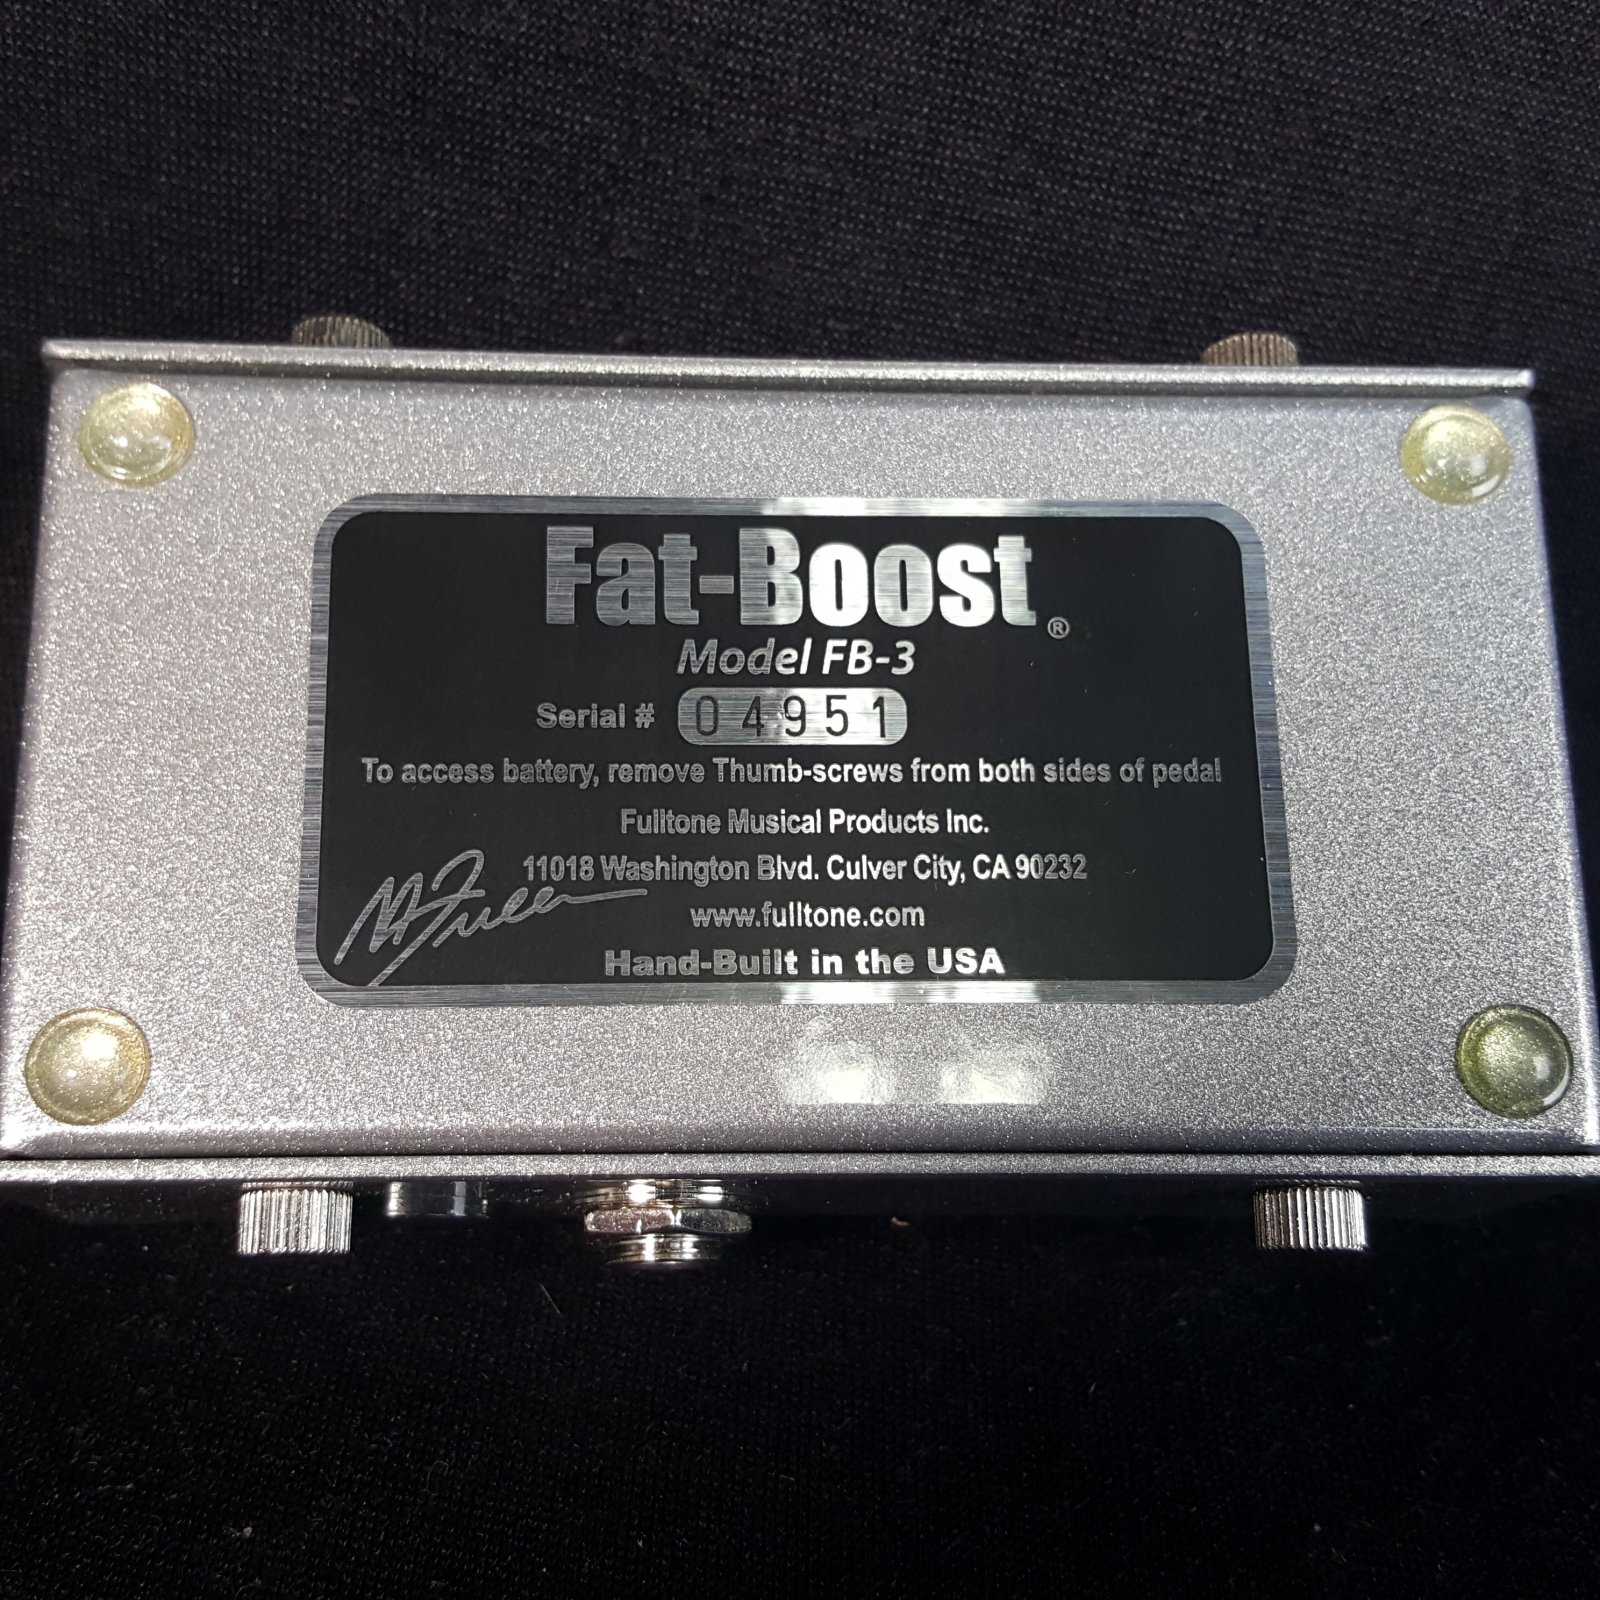 Fat-Boost®
Model FB-3
Serial # 04951
To access battery, remove Thumb-screws from both sides of pedal
Fulltone Musical Products Inc.
11018 Washington Blvd. Culver City, CA 90232
www.fulltone.com
Hand-Built in the USA